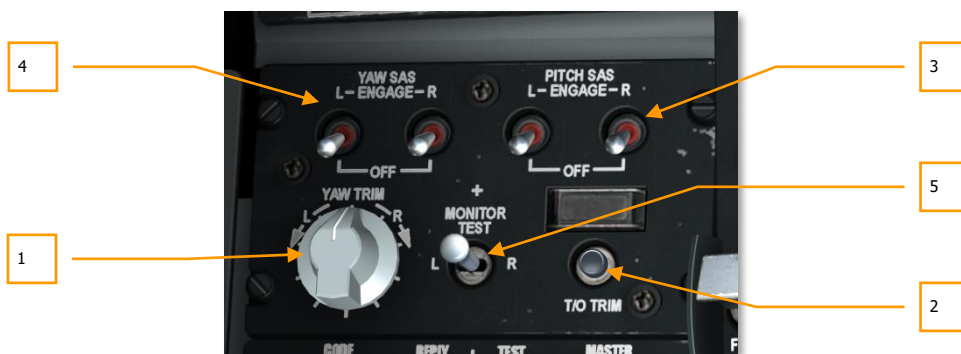 4
3
YAW SAS
L-ENGAGE-R
PITCH SAS
L-ENGAGE-R
OFF
OFF
YAW TRIM
L R
+
MONITOR
TEST
L R
5
1
T/O TRIM
2
CODE REPLY TEST MASTER